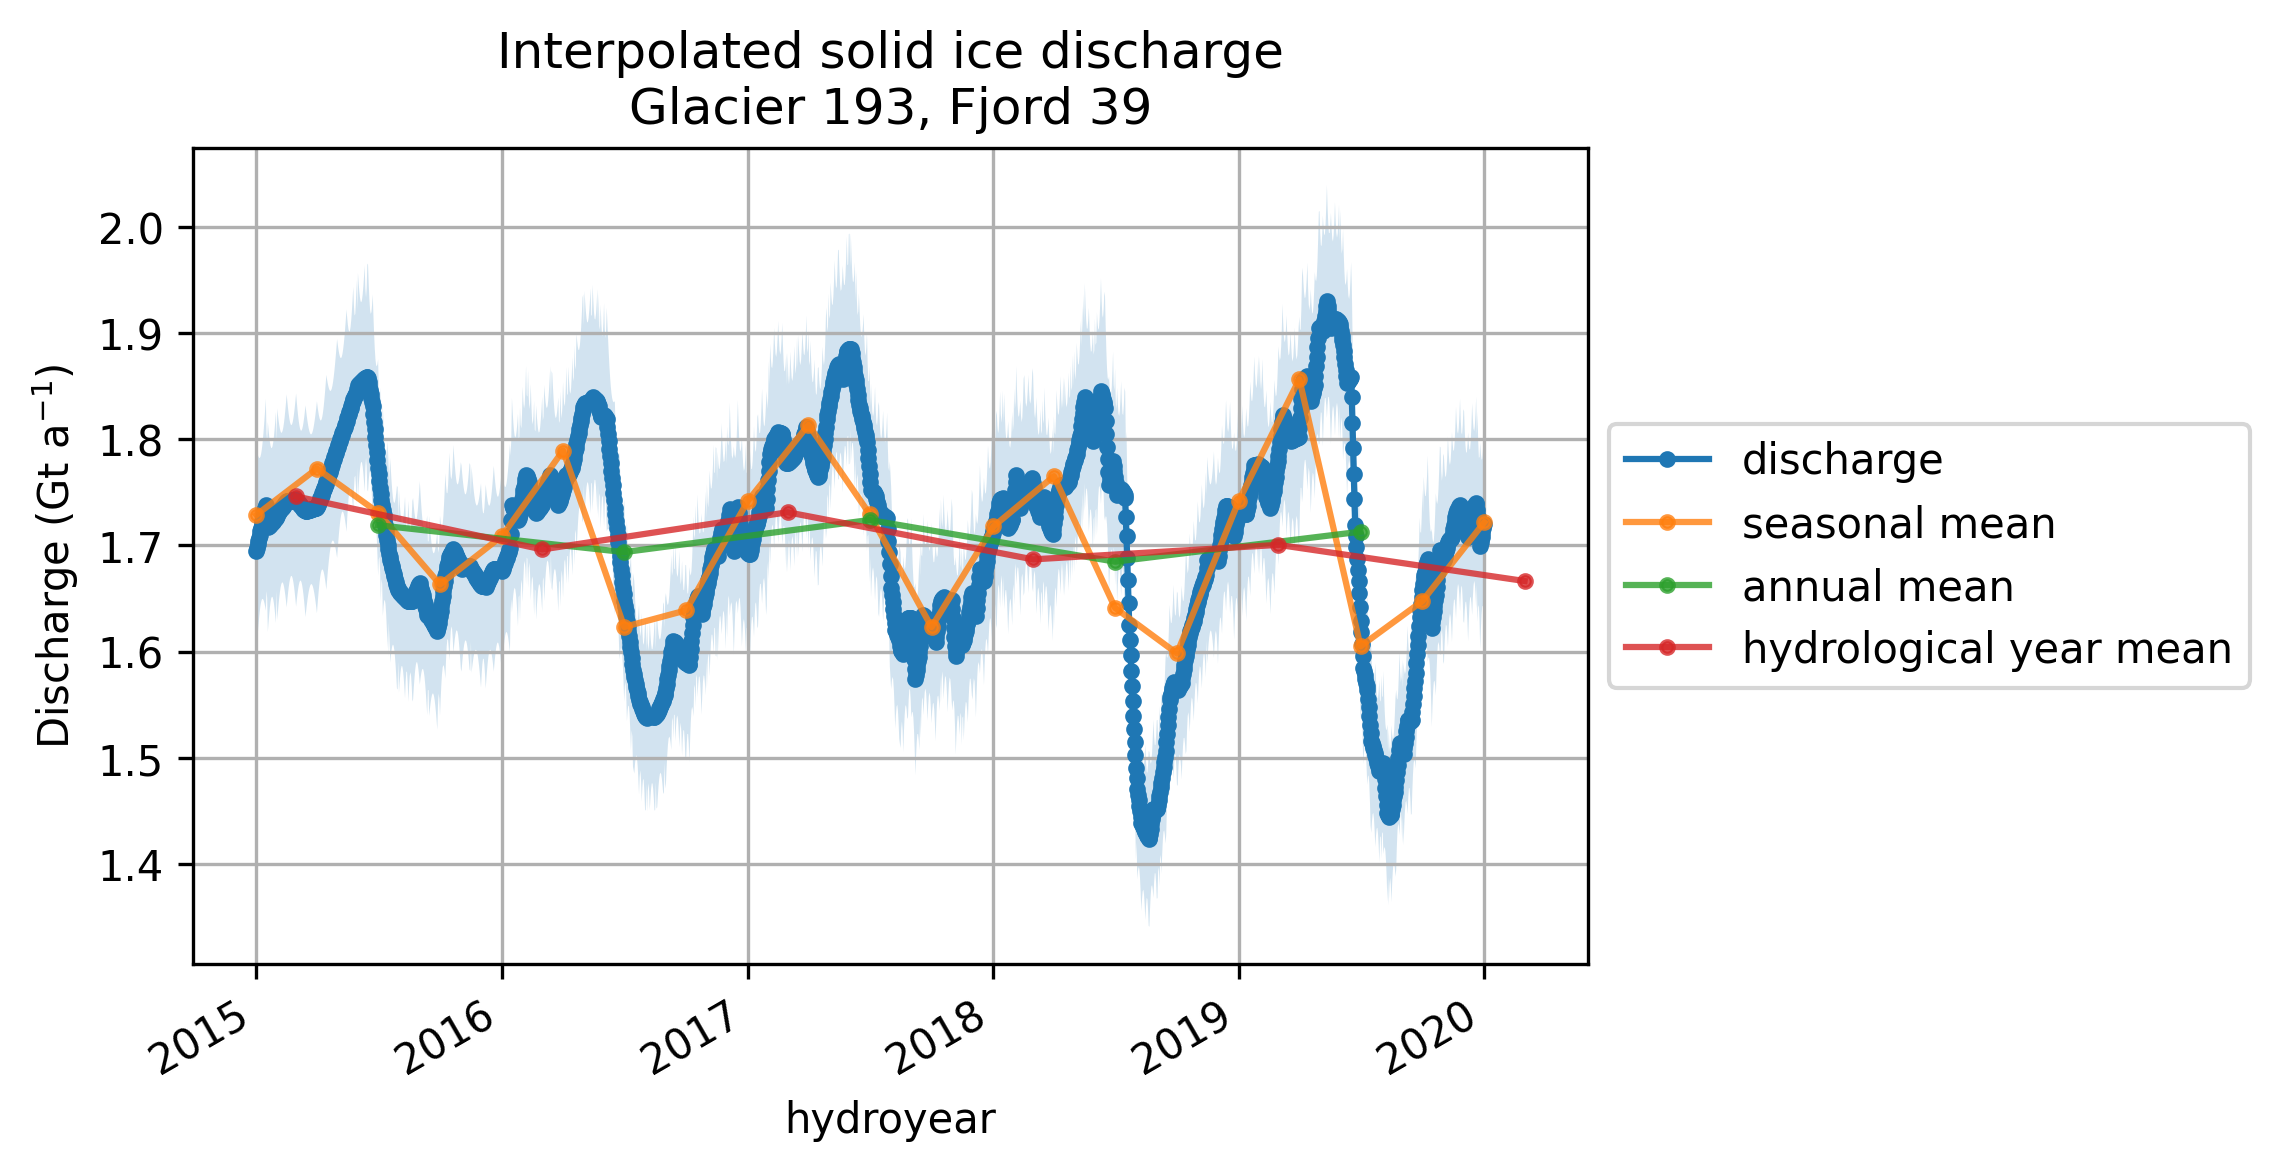 Interpolated solid ice discharge
Glacier 193, Fjord 39
Discharge (Gt a⁻¹)
2.0
1.9
1.8
1.7
1.6
1.5
1.4
2015
2016
2017
2018
2019
2020
hydroyear
discharge
seasonal mean
annual mean
hydrological year mean